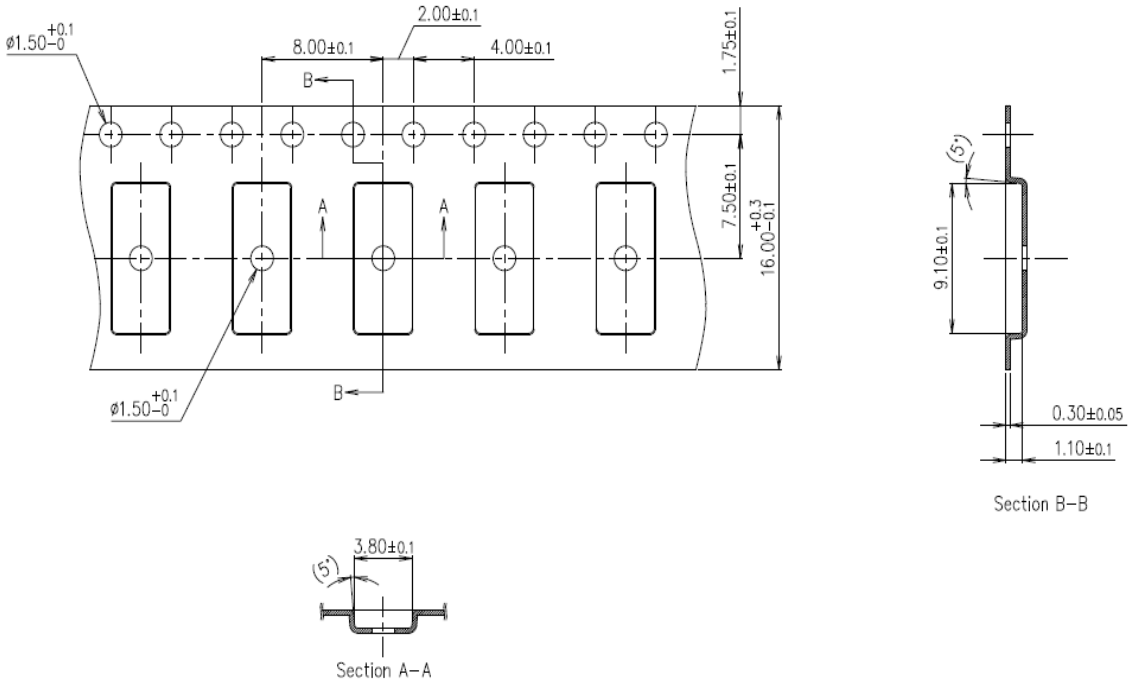 2.00±0.1
ø1.50+0.1-0
8.00±0.1
4.00±0.1
1.75±0.1
B
(5°)
A
A
7.50±0.1
16.00+0.3-0.1
9.10±0.1
B
ø1.50+0.1-0
0.30±0.05
1.10±0.1
Section B-B
3.80±0.1
(5°)
Section A-A